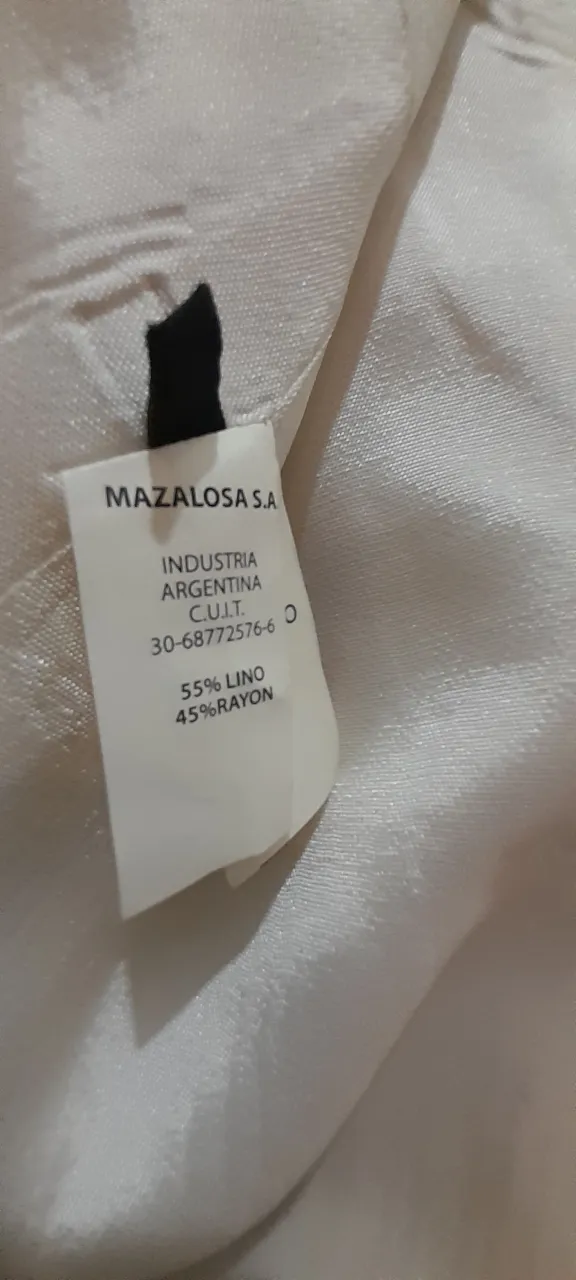 MAZALOSA S.A
INDUSTRIA
ARGENTINA
C.U.I.T.
30-68772576-6
55% LINO
45%RAYON
O